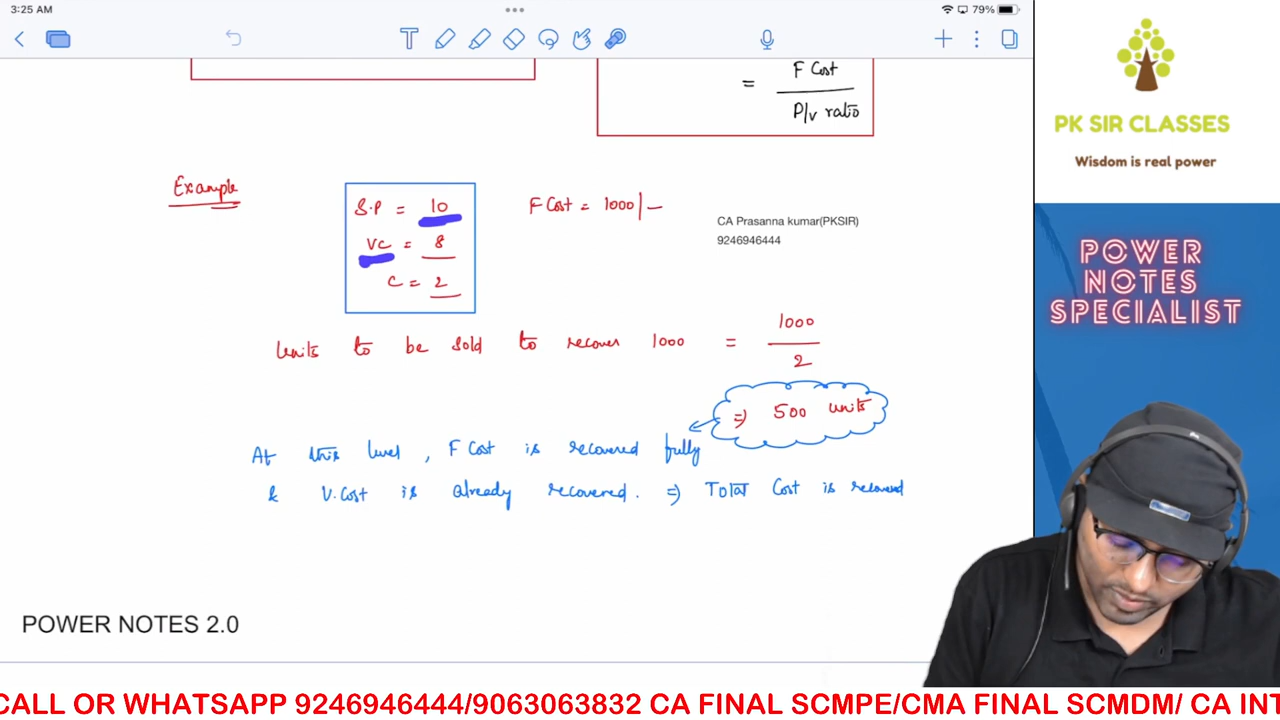 3:25 AM
79%
T
= F Cost
P/V ratio
Example
S.P = 10
VC = 8
C = 2
F Cost = 1000/-
CA Prasanna kumar(PKSIR)
9246946444
units to be sold to recover 1000 = 1000
2
=) 500 units
At this level, F Cost is recovered fully
& V.Cost is already recovered. =) Total Cost is recoverd
POWER NOTES 2.0
PK SIR CLASSES
Wisdom is real power
POWER
NOTES
SPECIALIST
CALL OR WHATSAPP 9246946444/9063063832 CA FINAL SCMPE/CMA FINAL SCMDM/ CA INT